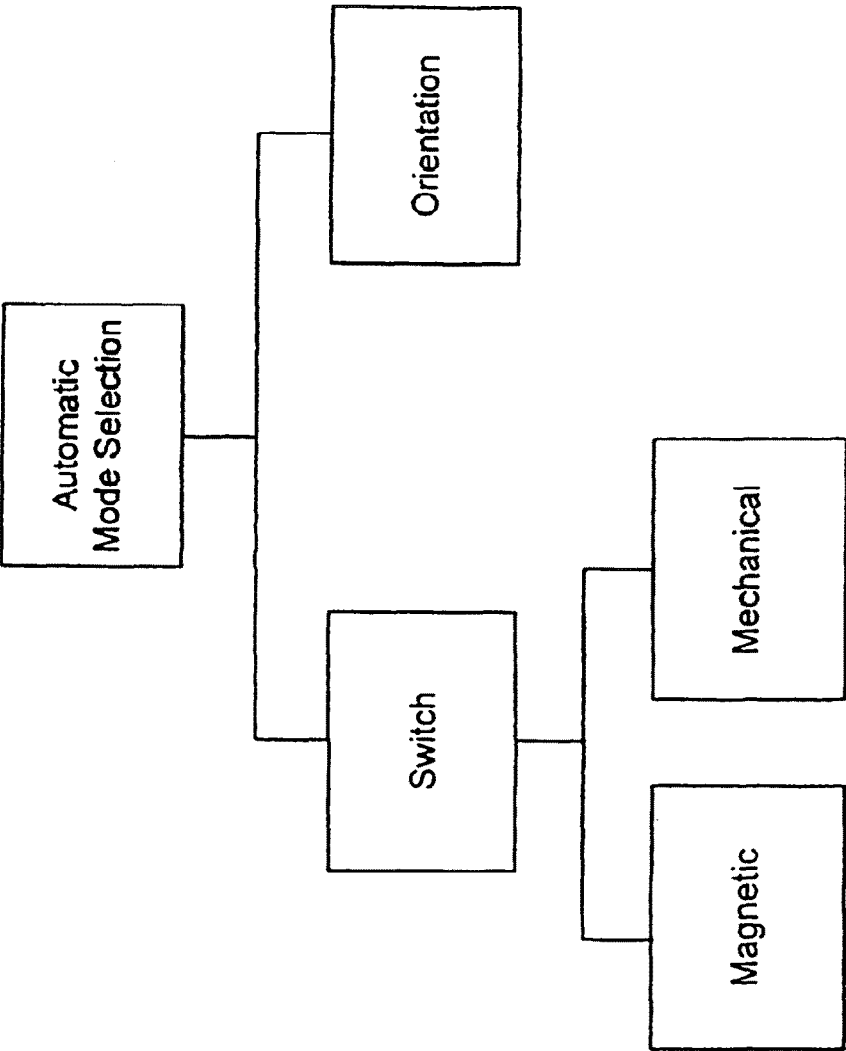 Automatic
Mode Selection
Switch
Orientation
Magnetic
Mechanical